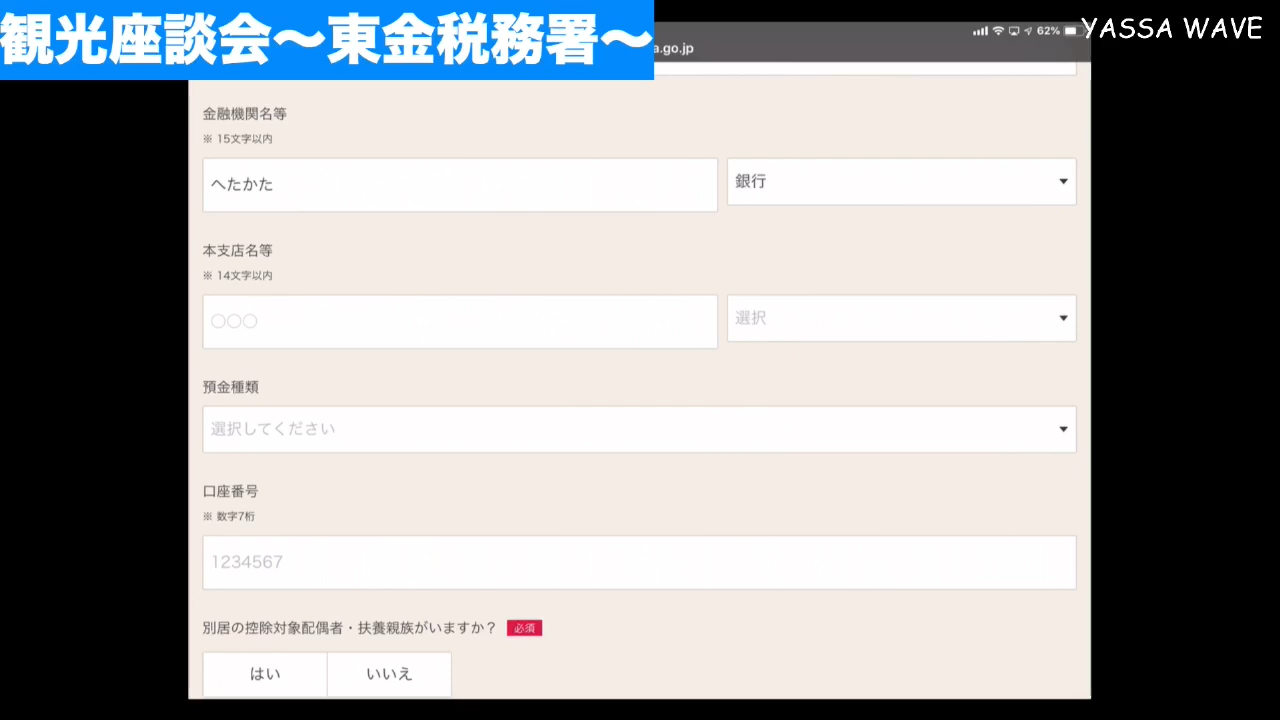 観光座談会〜東金税務署〜
a.go.jp
62%
YASSA WAVE
金融機関名等
※ 15文字以内
へたかた
銀行
本支店名等
※ 14文字以内
〇〇〇
選択
預金種類
選択してください
口座番号
※ 数字7桁
1234567
別居の控除対象配偶者・扶養親族がいますか？ 必須
はい
いいえ